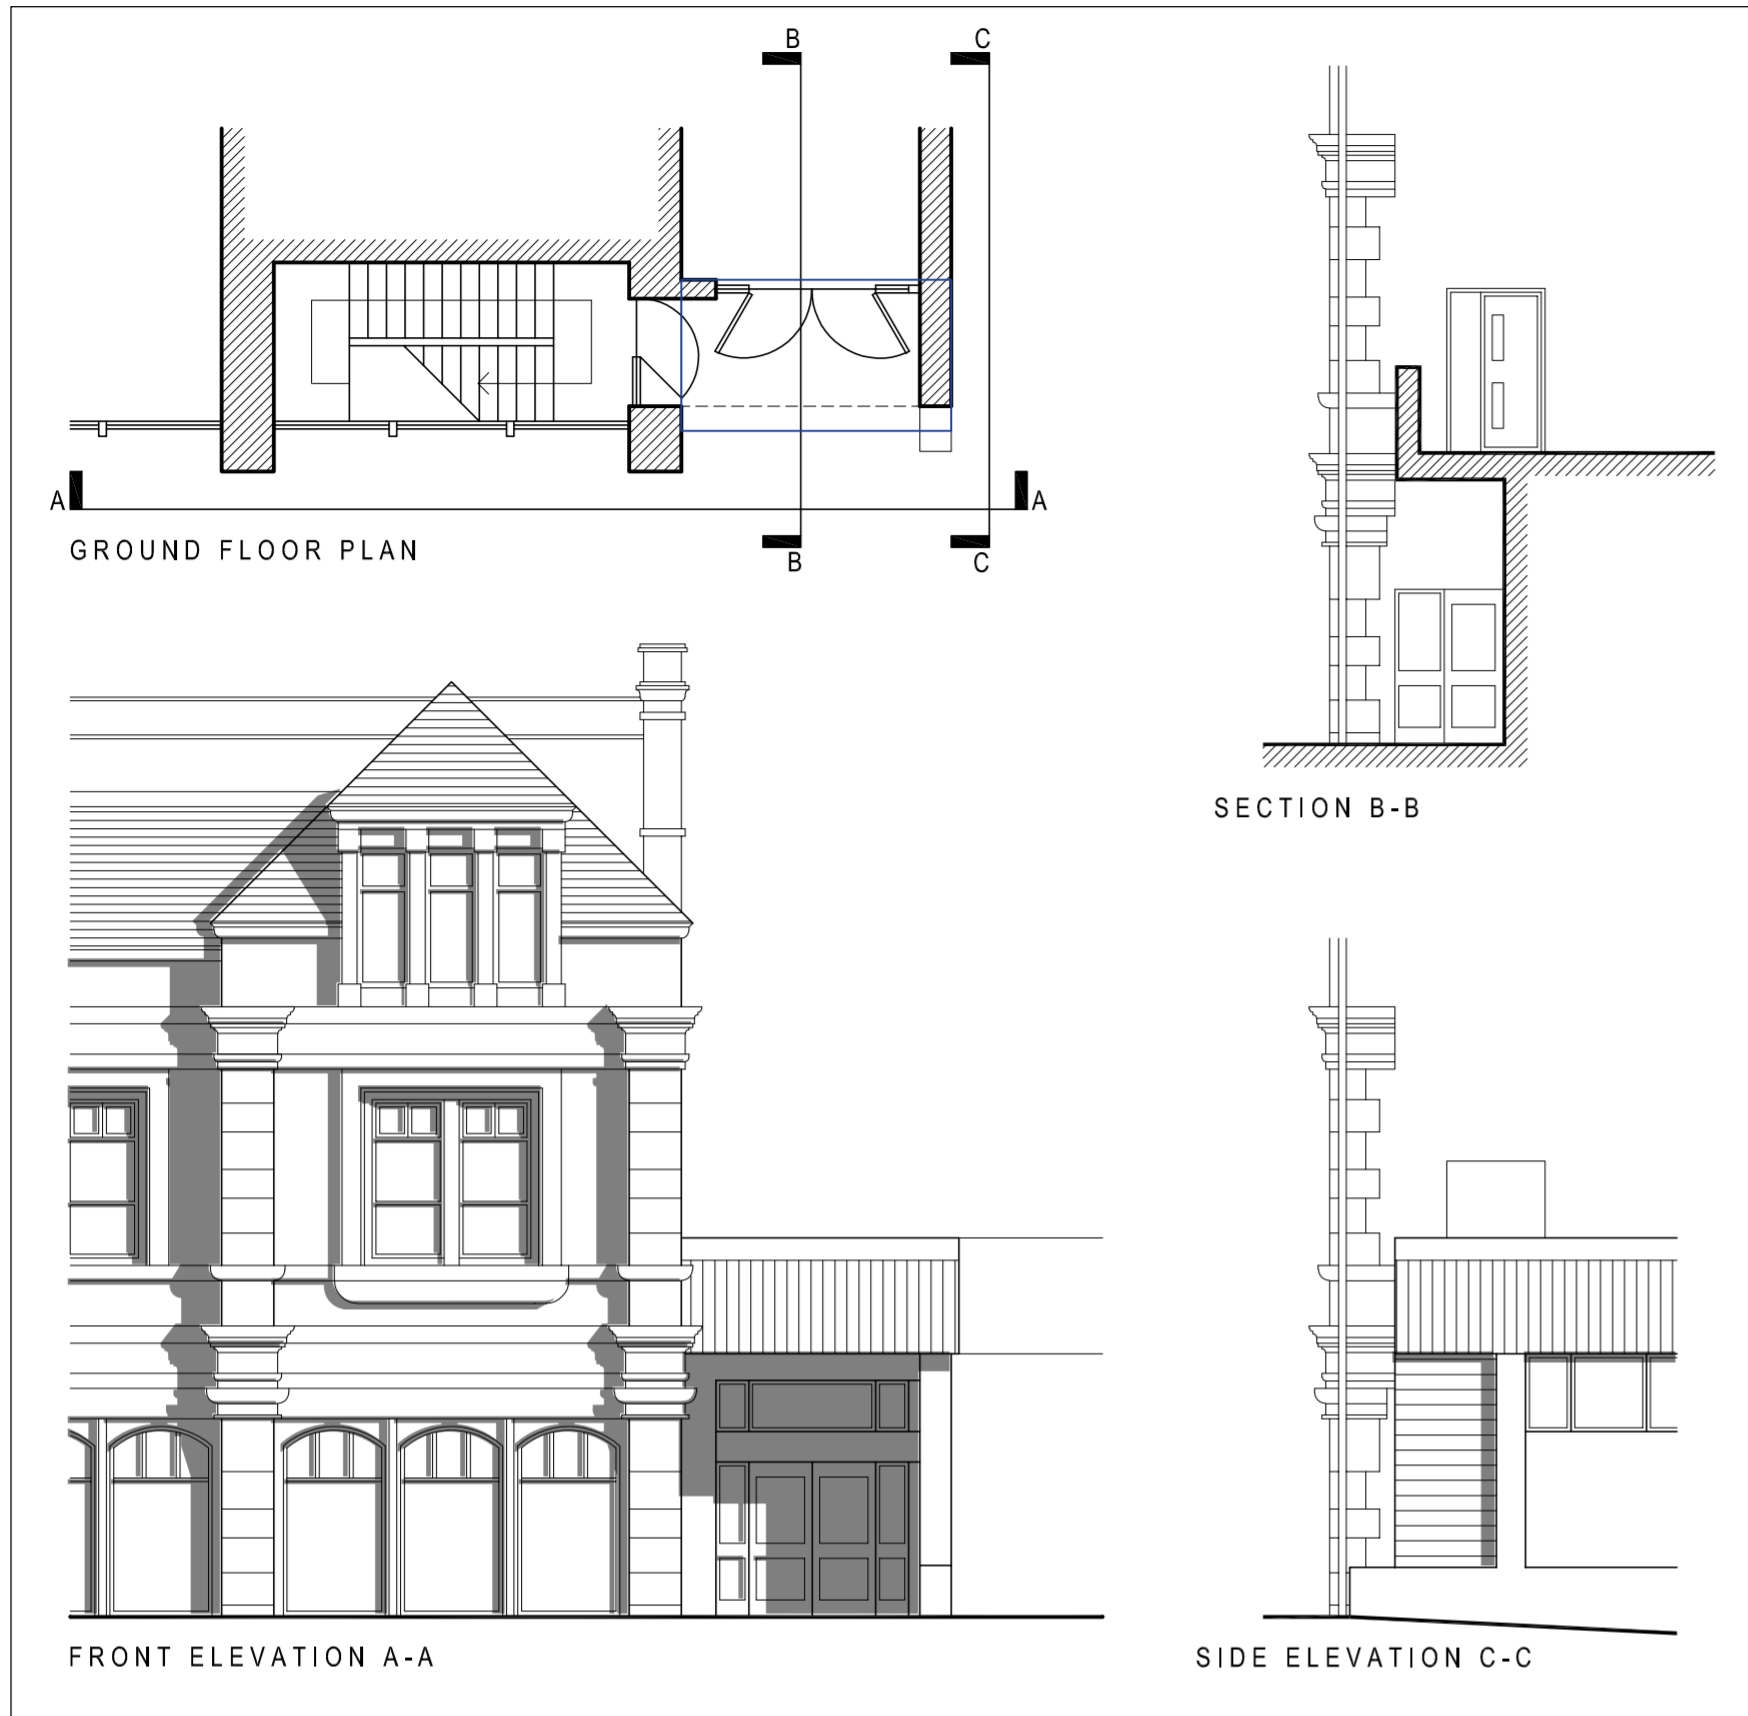 B C
A A
GROUND FLOOR PLAN
B C
SECTION B-B
FRONT ELEVATION A-A
SIDE ELEVATION C-C